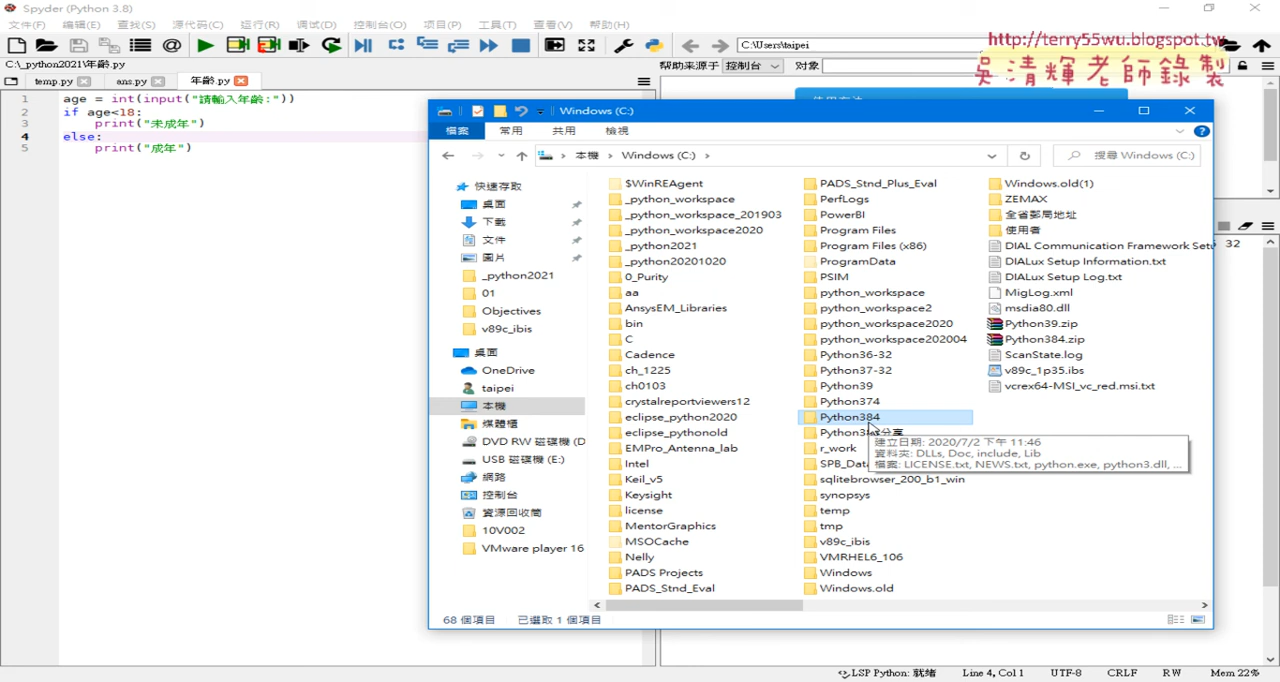 Spyder (Python 3.8)
文件(F) 编辑(E) 查找(S) 源代码(C) 运行(R) 调试(D) 控制台(O) 项目(P) 工具(T) 查看(V) 帮助(H)
C:\Users\taipei
http://terry55wu.blogspot.tw
吳清輝老師錄製
C:\_python2021\年齡.py
帮助来源于 控制台 对象
temp.py ans.py 年齡.py
1 age = int(input("請輸入年齡:"))
2 if age<18:
3 print("未成年")
4 else:
5 print("成年")
32
Windows (C:)
檔案 常用 共用 檢視
本機 > Windows (C:) >
搜尋 Windows (C:)
快速存取
桌面
下載
文件
圖片
_python2021
01
Objectives
v89c_ibis
桌面
OneDrive
taipei
本機
媒體櫃
DVD RW 磁碟機 (D
USB 磁碟機 (E:)
網路
控制台
資源回收筒
10V002
VMware player 16
$WinREAgent
_python_workspace
_python_workspace_201903
_python_workspace2020
_python2021
_python20201020
0_Purity
aa
AnsysEM_Libraries
bin
C
Cadence
ch_1225
ch0103
crystalreportviewers12
eclipse_python2020
eclipse_pythonold
EMPro_Antenna_lab
Intel
Keil_v5
Keysight
license
MentorGraphics
MSOCache
Nelly
PADS Projects
PADS_Stnd_Eval
PADS_Stnd_Plus_Eval
PerfLogs
PowerBI
Program Files
Program Files (x86)
ProgramData
PSIM
python_workspace
python_workspace2
python_workspace2020
python_workspace202004
Python36-32
Python37-32
Python39
Python374
Python384
r_work
SPB_Data
sqlitebrowser_200_b1_win
synopsys
temp
tmp
v89c_ibis
VMRHEL6_106
Windows
Windows.old
Windows.old(1)
ZEMAX
全省郵局地址
使用者
DIAL Communication Framework Setu
DIALux Setup Information.txt
DIALux Setup Log.txt
MigLog.xml
msdia80.dll
Python39.zip
Python384.zip
ScanState.log
v89c_1p35.ibs
vcrex64-MSI_vc_red.msi.txt
建立日期: 2020/7/2 下午 11:46
資料夾: DLLs, Doc, include, Lib
檔案: LICENSE.txt, NEWS.txt, python.exe, python3.dll, ...
68 個項目 已選取 1 個項目
LSP Python: 就绪 Line 4, Col 1 UTF-8 CRLF RW Mem 22%